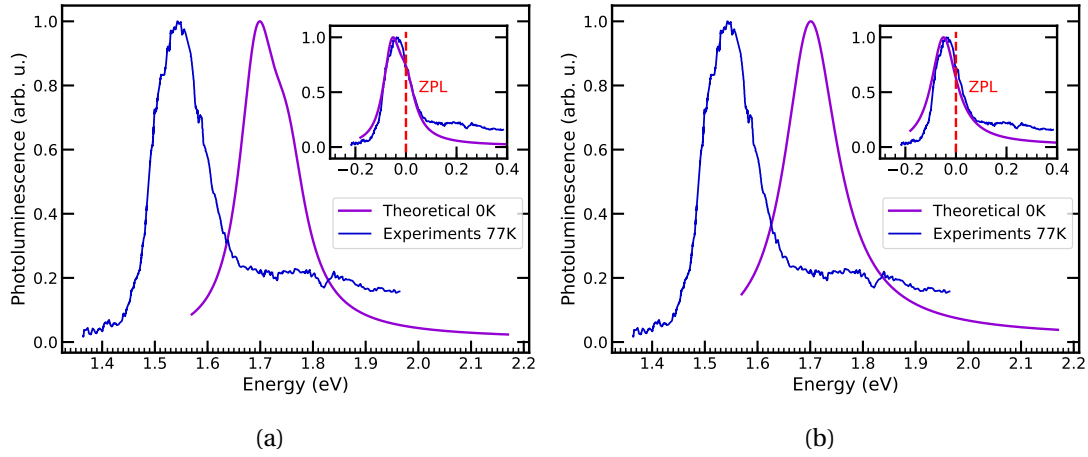 Photoluminescence (arb. u.)
1.0
0.8
0.6
0.4
0.2
0.0
1.4 1.5 1.6 1.7 1.8 1.9 2.0 2.1 2.2
Energy (eV)
1.0
0.5
0.0
−0.2 0.0 0.2 0.4
ZPL
Theoretical 0K
Experiments 77K
(a)
Photoluminescence (arb. u.)
1.0
0.8
0.6
0.4
0.2
0.0
1.4 1.5 1.6 1.7 1.8 1.9 2.0 2.1 2.2
Energy (eV)
1.0
0.5
0.0
−0.2 0.0 0.2 0.4
ZPL
Theoretical 0K
Experiments 77K
(b)